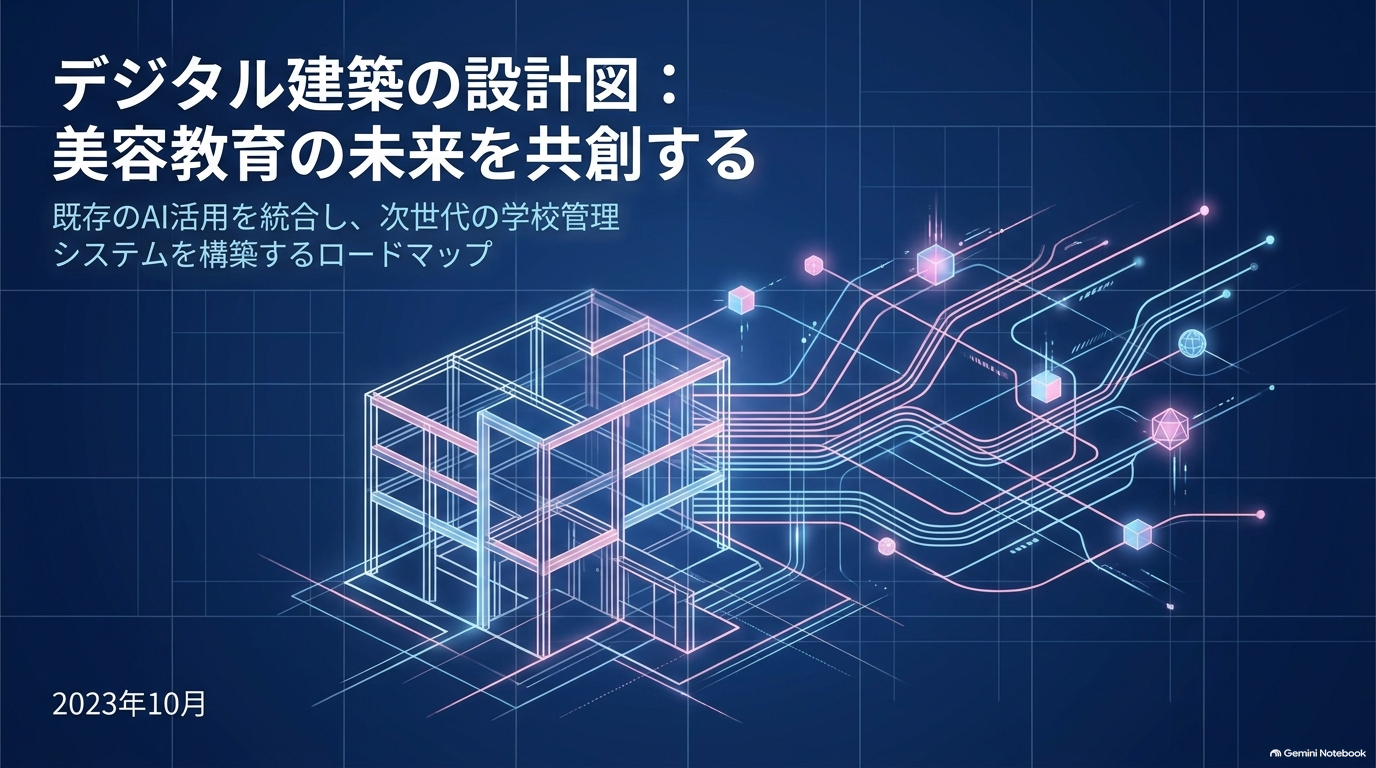 デジタル建築の設計図：
美容教育の未来を共創する
既存のAI活用を統合し、次世代の学校管理
システムを構築するロードマップ
2023年10月
Gemini Notebook